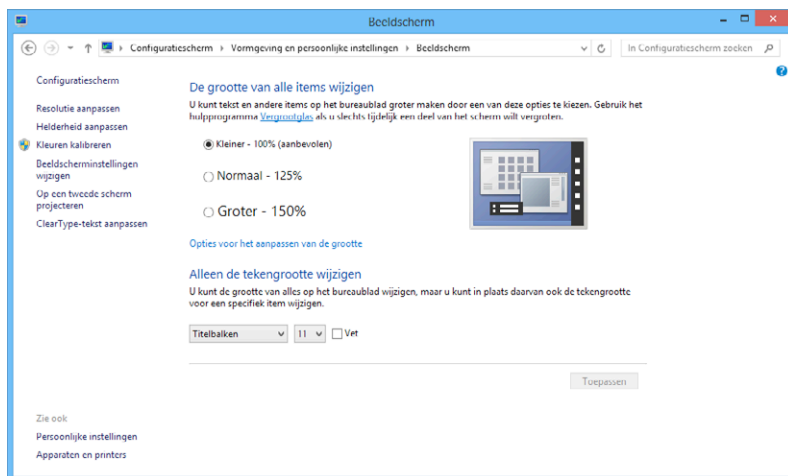 Beeldscherm
Configuratiescherm › Vormgeving en persoonlijke instellingen › Beeldscherm
In Configuratiescherm zoeken
Configuratiescherm
Resolutie aanpassen
Helderheid aanpassen
Kleuren kalibreren
Beeldscherminstellingen
wijzigen
Op een tweede scherm
projecteren
ClearType-tekst aanpassen
De grootte van alle items wijzigen
U kunt tekst en andere items op het bureaublad groter maken door een van deze opties te kiezen. Gebruik het
hulpprogramma Vergrootglas als u slechts tijdelijk een deel van het scherm wilt vergroten.
Kleiner - 100% (aanbevolen)
Normaal - 125%
Groter - 150%
Opties voor het aanpassen van de grootte
Alleen de tekengrootte wijzigen
U kunt de grootte van alles op het bureaublad wijzigen, maar u kunt in plaats daarvan ook de tekengrootte
voor een specifiek item wijzigen.
Titelbalken 11 Vet
Toepassen
Zie ook
Persoonlijke instellingen
Apparaten en printers